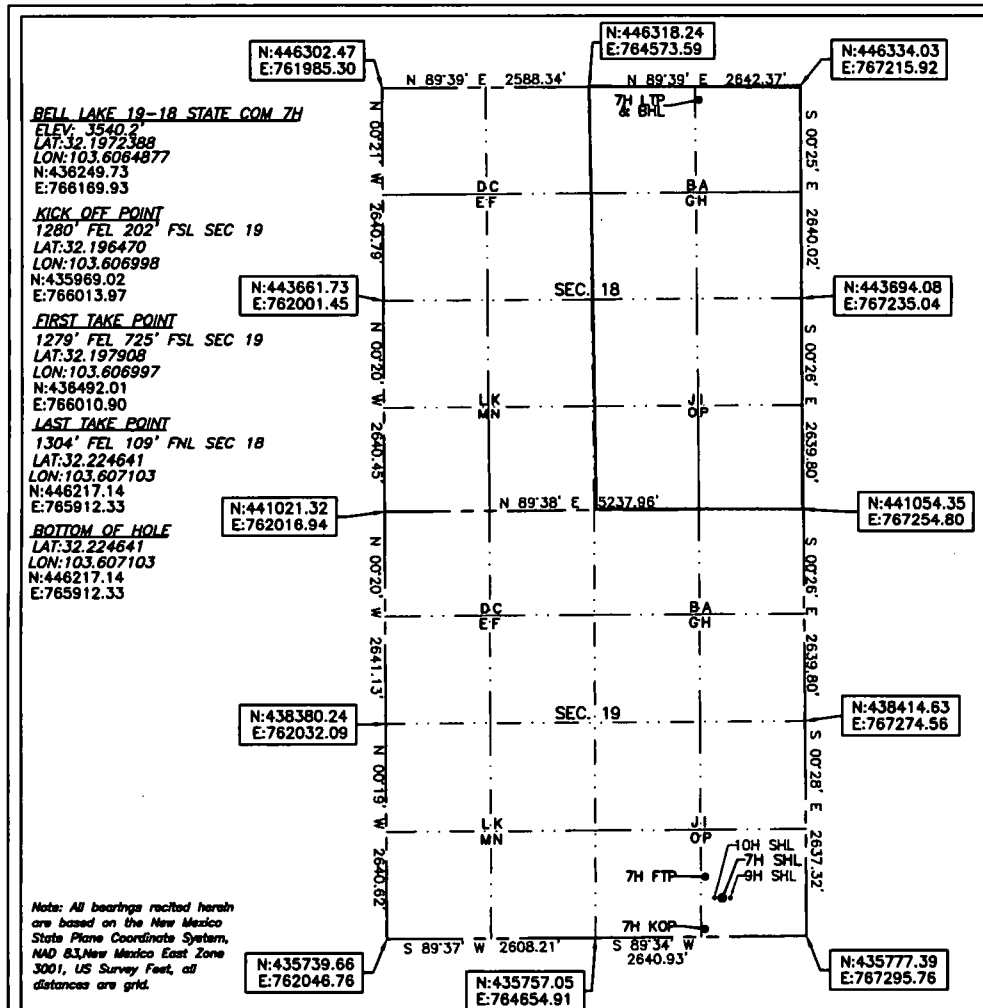 N:446302.47
E:761985.30
N:446318.24
E:764573.59
N:446334.03
E:767215.92
N 89°39' E 2588.34'
N 89°39' E 2642.37'
7H LTP
& BHL
BELL LAKE 19-18 STATE COM 7H
ELEV: 3540.2'
LAT:32.1972388
LON:103.6064877
N:436249.73
E:766169.93
KICK OFF POINT
1280' FEL 202' FSL SEC 19
LAT:32.196470
LON:103.606998
N:435969.02
E:766013.97
FIRST TAKE POINT
1279' FEL 725' FSL SEC 19
LAT:32.197908
LON:103.606997
N:436492.01
E:766010.90
LAST TAKE POINT
1304' FEL 109' FNL SEC 18
LAT:32.224641
LON:103.607103
N:446217.14
E:765912.33
BOTTOM OF HOLE
LAT:32.224641
LON:103.607103
N:446217.14
E:765912.33
N 00°21' W 2640.79'
S 00°25' E 2640.02'
D C
E F
B A
G H
N:443661.73
E:762001.45
SEC. 18
N:443694.08
E:767235.04
N 00°20' W 2640.45'
S 00°26' E 2639.80'
L K
M N
J I
O P
N:441021.32
E:762016.94
N 89°38' E 5237.96'
N:441054.35
E:767254.80
N 00°20' W 2641.13'
S 00°26' E 2639.80'
D C
E F
B A
G H
N:438380.24
E:762032.09
SEC. 19
N:438414.63
E:767274.56
N 00°19' W 2640.62'
S 00°28' E 2637.32'
L K
M N
J I
O P
10H SHL
7H SHL
9H SHL
7H FTP
7H KOP
Note: All bearings recited herein
are based on the New Mexico
State Plane Coordinate System,
NAD 83,New Mexico East Zone
3001, US Survey Feet, all
distances are grid.
S 89°37' W 2608.21'
S 89°34' W
2640.93'
N:435739.66
E:762046.76
N:435757.05
E:764654.91
N:435777.39
E:767295.76